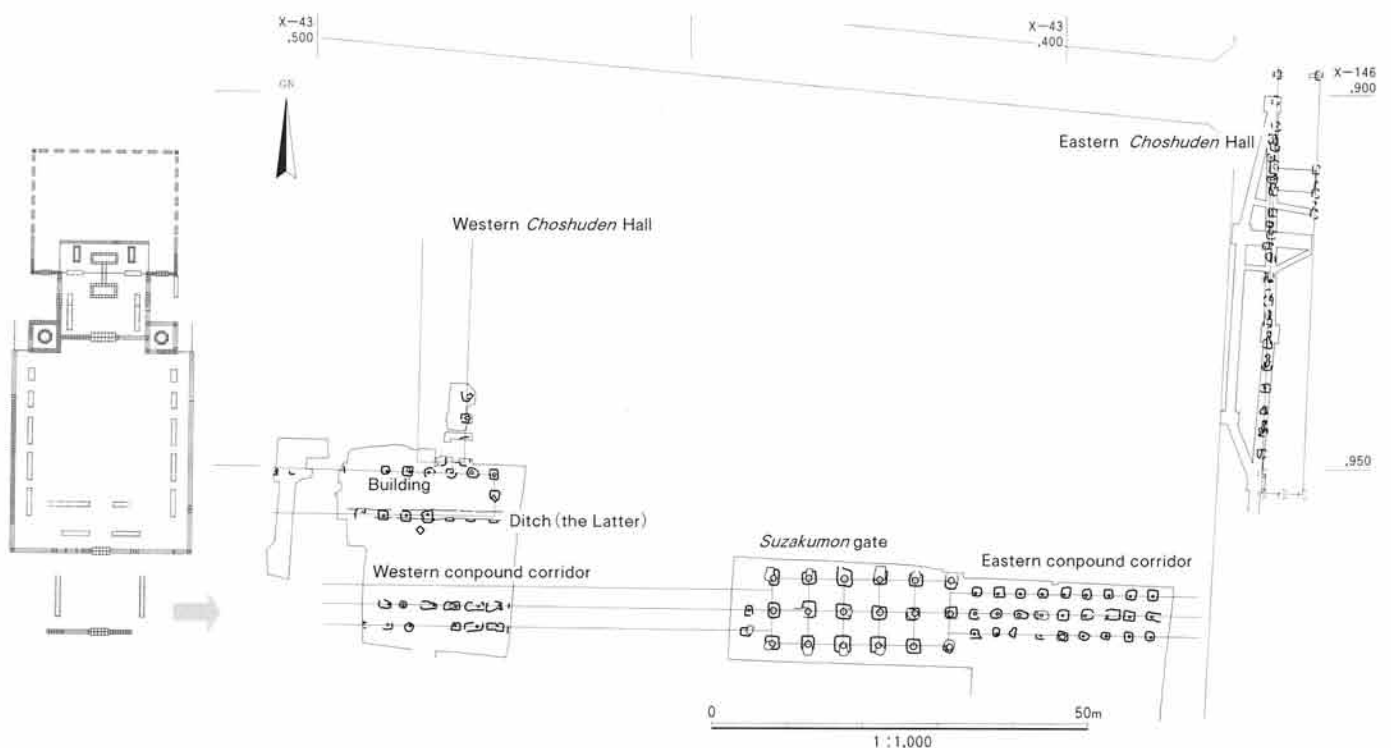 X-43
,500
X-43
,400
GN
X-146
,900
Eastern Choshuden Hall
Western Choshuden Hall
,950
Building
Ditch (the Latter)
Suzakumon gate
Western conpound corridor
Eastern conpound corridor
0
50m
1:1,000